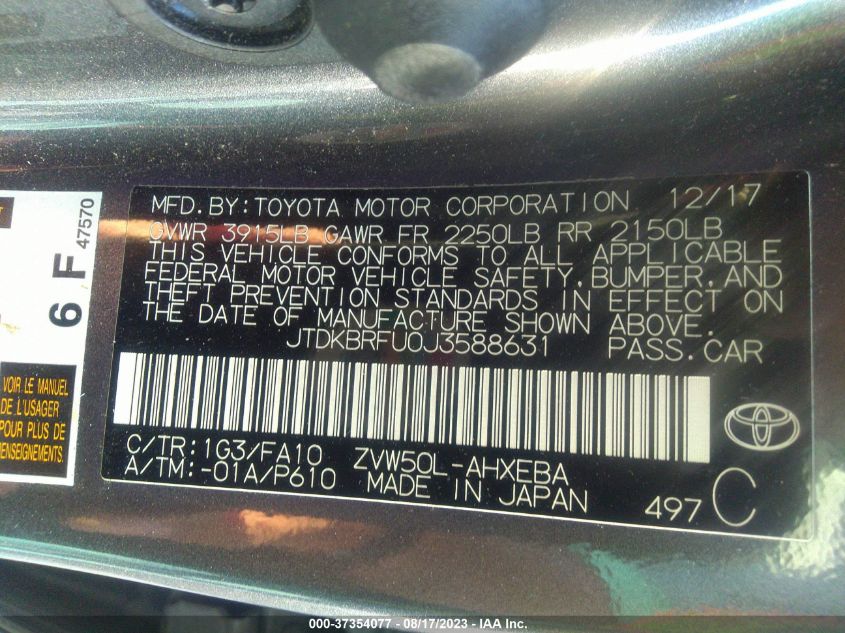 MFD.BY:TOYOTA MOTOR CORPORATION 12/17
GVWR 3915LB GAWR FR 2250LB RR 2150LB
THIS VEHICLE CONFORMS TO ALL APPLICABLE
FEDERAL MOTOR VEHICLE SAFETY,BUMPER,AND
THEFT PREVENTION STANDARDS IN EFFECT ON
THE DATE OF MANUFACTURE SHOWN ABOVE.
JTDKBRFU0J3588631 PASS.CAR
C/TR:1G3/FA10 ZVW50L-AHXEBA
A/TM:-01A/P610 MADE IN JAPAN
497 C
6 F 47570
VOIR LE MANUEL
DE L'USAGER
POUR PLUS DE
RENSEIGNEMENTS.
000-37354077 - 08/17/2023 - IAA Inc.